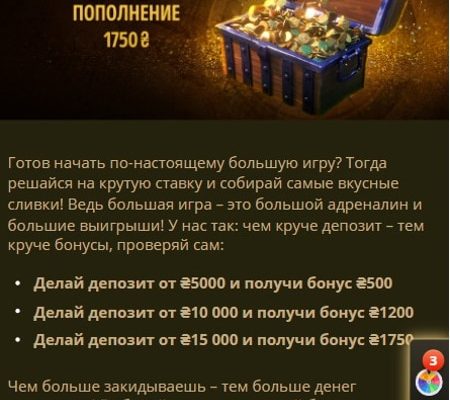 ПОПОЛНЕНИЕ
1750 ₴
Готов начать по-настоящему большую игру? Тогда
решайся на крутую ставку и собирай самые вкусные
сливки! Ведь большая игра – это большой адреналин и
большие выигрыши! У нас так: чем круче депозит – тем
круче бонусы, проверяй сам:
• Делай депозит от ₴5000 и получи бонус ₴500
• Делай депозит от ₴10 000 и получи бонус ₴1200
• Делай депозит от ₴15 000 и получи бонус ₴1750
3
Чем больше закидываешь – тем больше денег